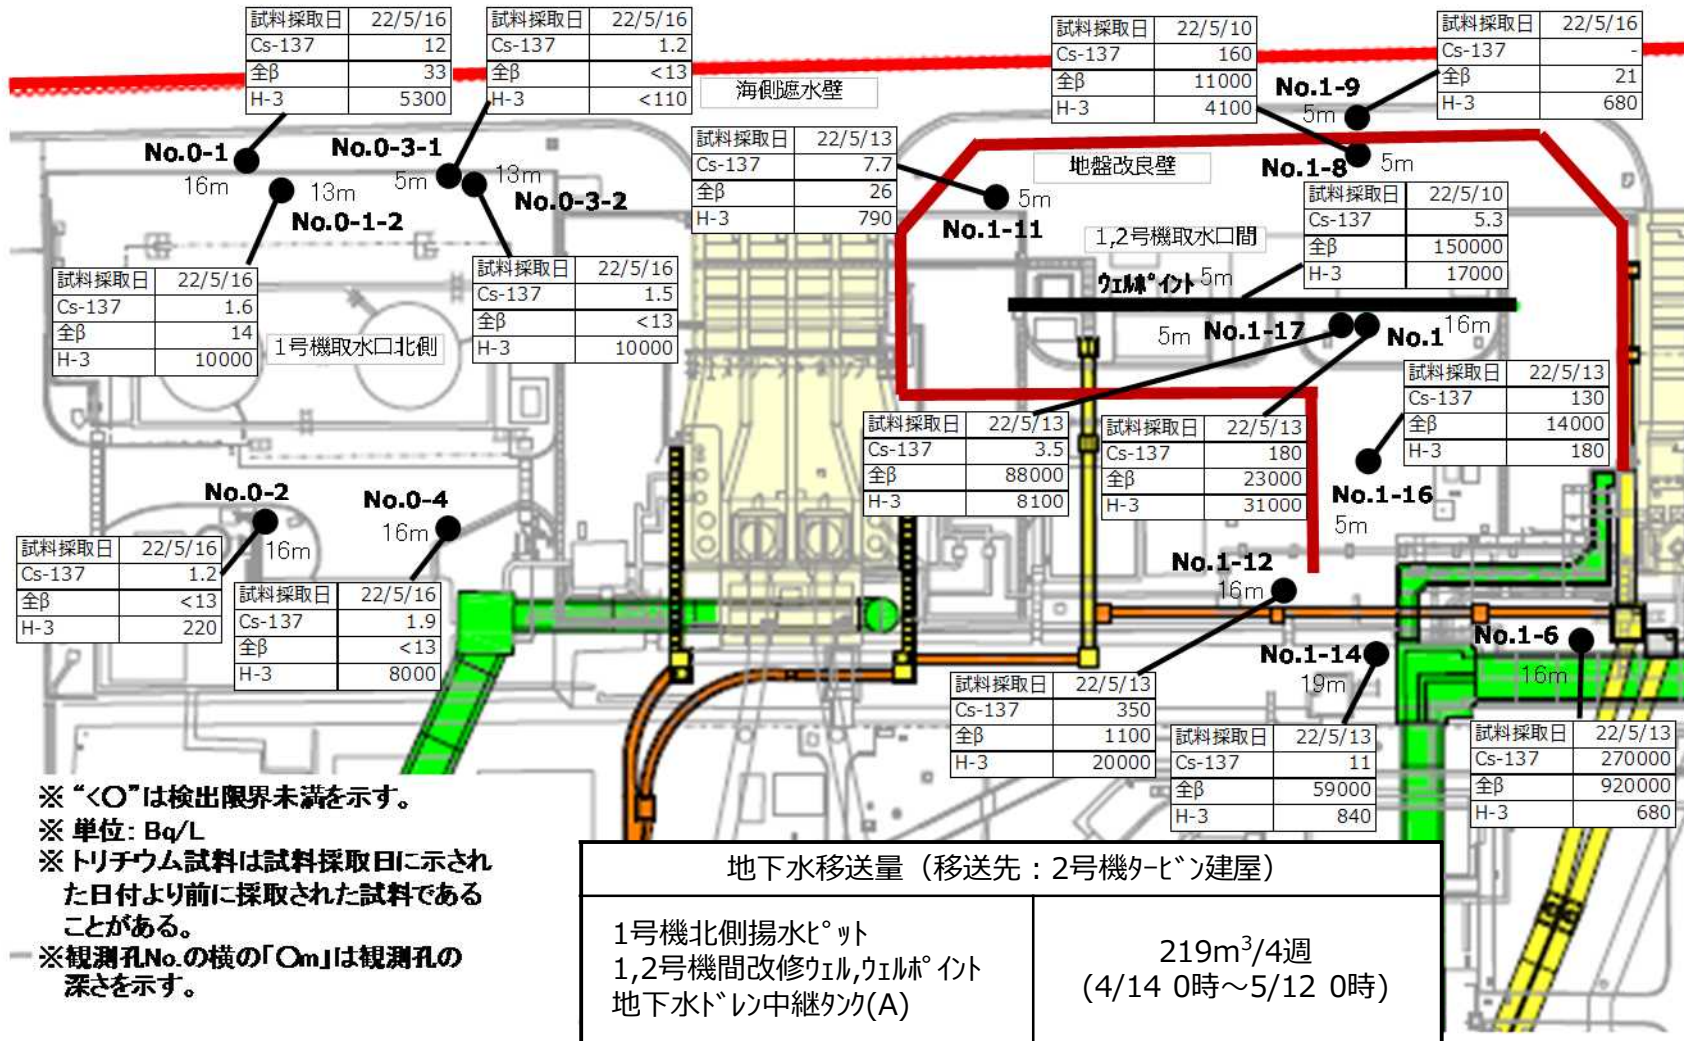 試料採取日 22/5/16
Cs-137 12
全β 33
H-3 5300
試料採取日 22/5/16
Cs-137 1.2
全β <13
H-3 <110
海側遮水壁
試料採取日 22/5/10
Cs-137 160
全β 11000
H-3 4100
試料採取日 22/5/16
Cs-137 -
全β 21
H-3 680
No.1-9
5m
No.0-1
16m
No.0-3-1
5m
13m
No.0-1-2
13m
No.0-3-2
試料採取日 22/5/13
Cs-137 7.7
全β 26
H-3 790
5m
No.1-11
地盤改良壁
No.1-8
5m
試料採取日 22/5/10
Cs-137 5.3
全β 150000
H-3 17000
1,2号機取水口間
ウェルポイント 5m
試料採取日 22/5/16
Cs-137 1.6
全β 14
H-3 10000
1号機取水口北側
試料採取日 22/5/16
Cs-137 1.5
全β <13
H-3 10000
5m No.1-17
No.1
16m
試料採取日 22/5/13
Cs-137 130
全β 14000
H-3 180
試料採取日 22/5/13
Cs-137 3.5
全β 88000
H-3 8100
試料採取日 22/5/13
Cs-137 180
全β 23000
H-3 31000
No.1-16
5m
No.0-2
16m
No.0-4
16m
試料採取日 22/5/16
Cs-137 1.2
全β <13
H-3 220
試料採取日 22/5/16
Cs-137 1.9
全β <13
H-3 8000
No.1-12
16m
No.1-14
19m
No.1-6
16m
試料採取日 22/5/13
Cs-137 350
全β 1100
H-3 20000
試料採取日 22/5/13
Cs-137 11
全β 59000
H-3 840
試料採取日 22/5/13
Cs-137 270000
全β 920000
H-3 680
※ “<○”は検出限界未満を示す。
※ 単位: Bq/L
※トリチウム試料は試料採取日に示され
た日付より前に採取された試料である
ことがある。
※観測孔No.の横の「○m」は観測孔の
深さを示す。
地下水移送量（移送先：2号機タービン建屋）
1号機北側揚水ピット
1,2号機間改修ウェル,ウェルポイント
地下水ドレン中継タンク(A)
219m³/4週
(4/14 0時～5/12 0時)